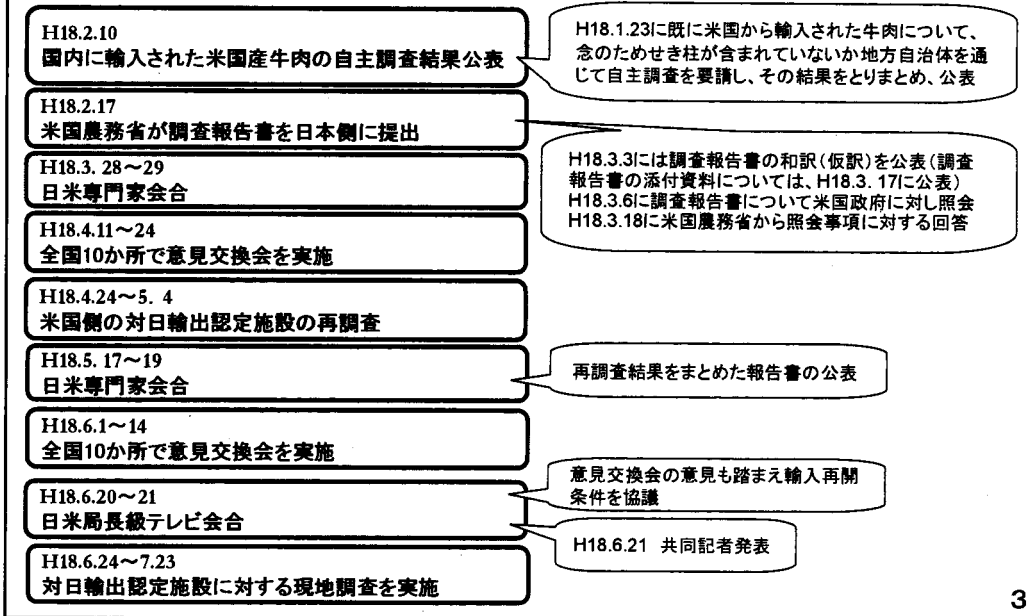 H18.2.10
国内に輸入された米国産牛肉の自主調査結果公表
H18.1.23に既に米国から輸入された牛肉について、
念のためせき柱が含まれていないか地方自治体を通
じて自主調査を要請し、その結果をとりまとめ、公表
H18.2.17
米国農務省が調査報告書を日本側に提出
H18.3.3には調査報告書の和訳(仮訳)を公表(調査
報告書の添付資料については、H18.3. 17に公表)
H18.3.6に調査報告書について米国政府に対し照会
H18.3.18に米国農務省から照会事項に対する回答
H18.3. 28～29
日米専門家会合
H18.4.11～24
全国10か所で意見交換会を実施
H18.4.24～5. 4
米国側の対日輸出認定施設の再調査
H18.5. 17～19
日米専門家会合
再調査結果をまとめた報告書の公表
H18.6.1～14
全国10か所で意見交換会を実施
H18.6.20～21
日米局長級テレビ会合
意見交換会の意見も踏まえ輸入再開
条件を協議
H18.6.21 共同記者発表
H18.6.24～7.23
対日輸出認定施設に対する現地調査を実施
3